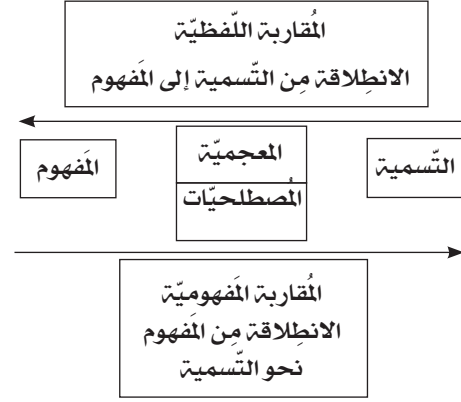 المُقاربة اللّفظيّة
الانطِلاقة مِن التّسمية إلى المَفهوم
التّسمية
المعجميّة
المُصطلحيّات
المَفهوم
المُقاربة المَفهوميّة
الانطِلاقة مِن المَفهوم
نحو التّسمية